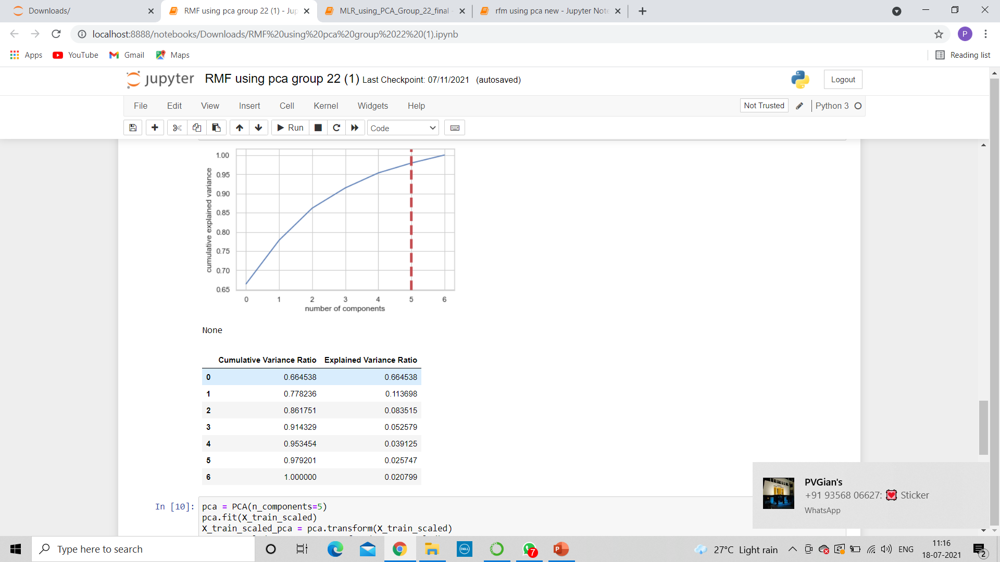 Downloads/
RMF using pca group 22 (1) - Jup
MLR_using_PCA_Group_22_final -
rfm using pca new - Jupyter Note
localhost:8888/notebooks/Downloads/RMF%20using%20pca%20group%2022%20(1).ipynb
P
Apps
YouTube
Gmail
Maps
Reading list
jupyter
RMF using pca group 22 (1) Last Checkpoint: 07/11/2021 (autosaved)
Logout
File Edit View Insert Cell Kernel Widgets Help
Not Trusted
Python 3
Run
Code
1.00
0.95
0.90
0.85
0.80
0.75
0.70
0.65
cumulative explained variance
0 1 2 3 4 5 6
number of components
None
Cumulative Variance Ratio Explained Variance Ratio
0 0.664538 0.664538
1 0.778236 0.113698
2 0.861751 0.083515
3 0.914329 0.052579
4 0.953454 0.039125
5 0.979201 0.025747
6 1.000000 0.020799
In [10]: pca = PCA(n_components=5)
pca.fit(X_train_scaled)
X_train_scaled_pca = pca.transform(X_train_scaled)
PVGian's
+91 93568 06627: 💟 Sticker
WhatsApp
Type here to search
DELL
7
P
27°C Light rain
ENG
11:16
18-07-2021
2